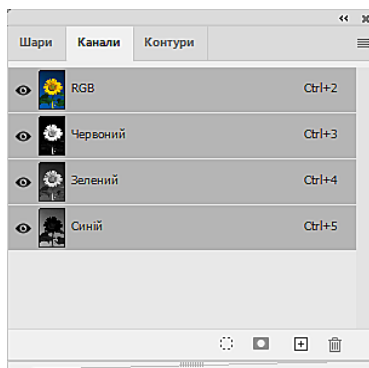 Шари Канали Контури
RGB Ctrl+2
Червоний Ctrl+3
Зелений Ctrl+4
Синій Ctrl+5